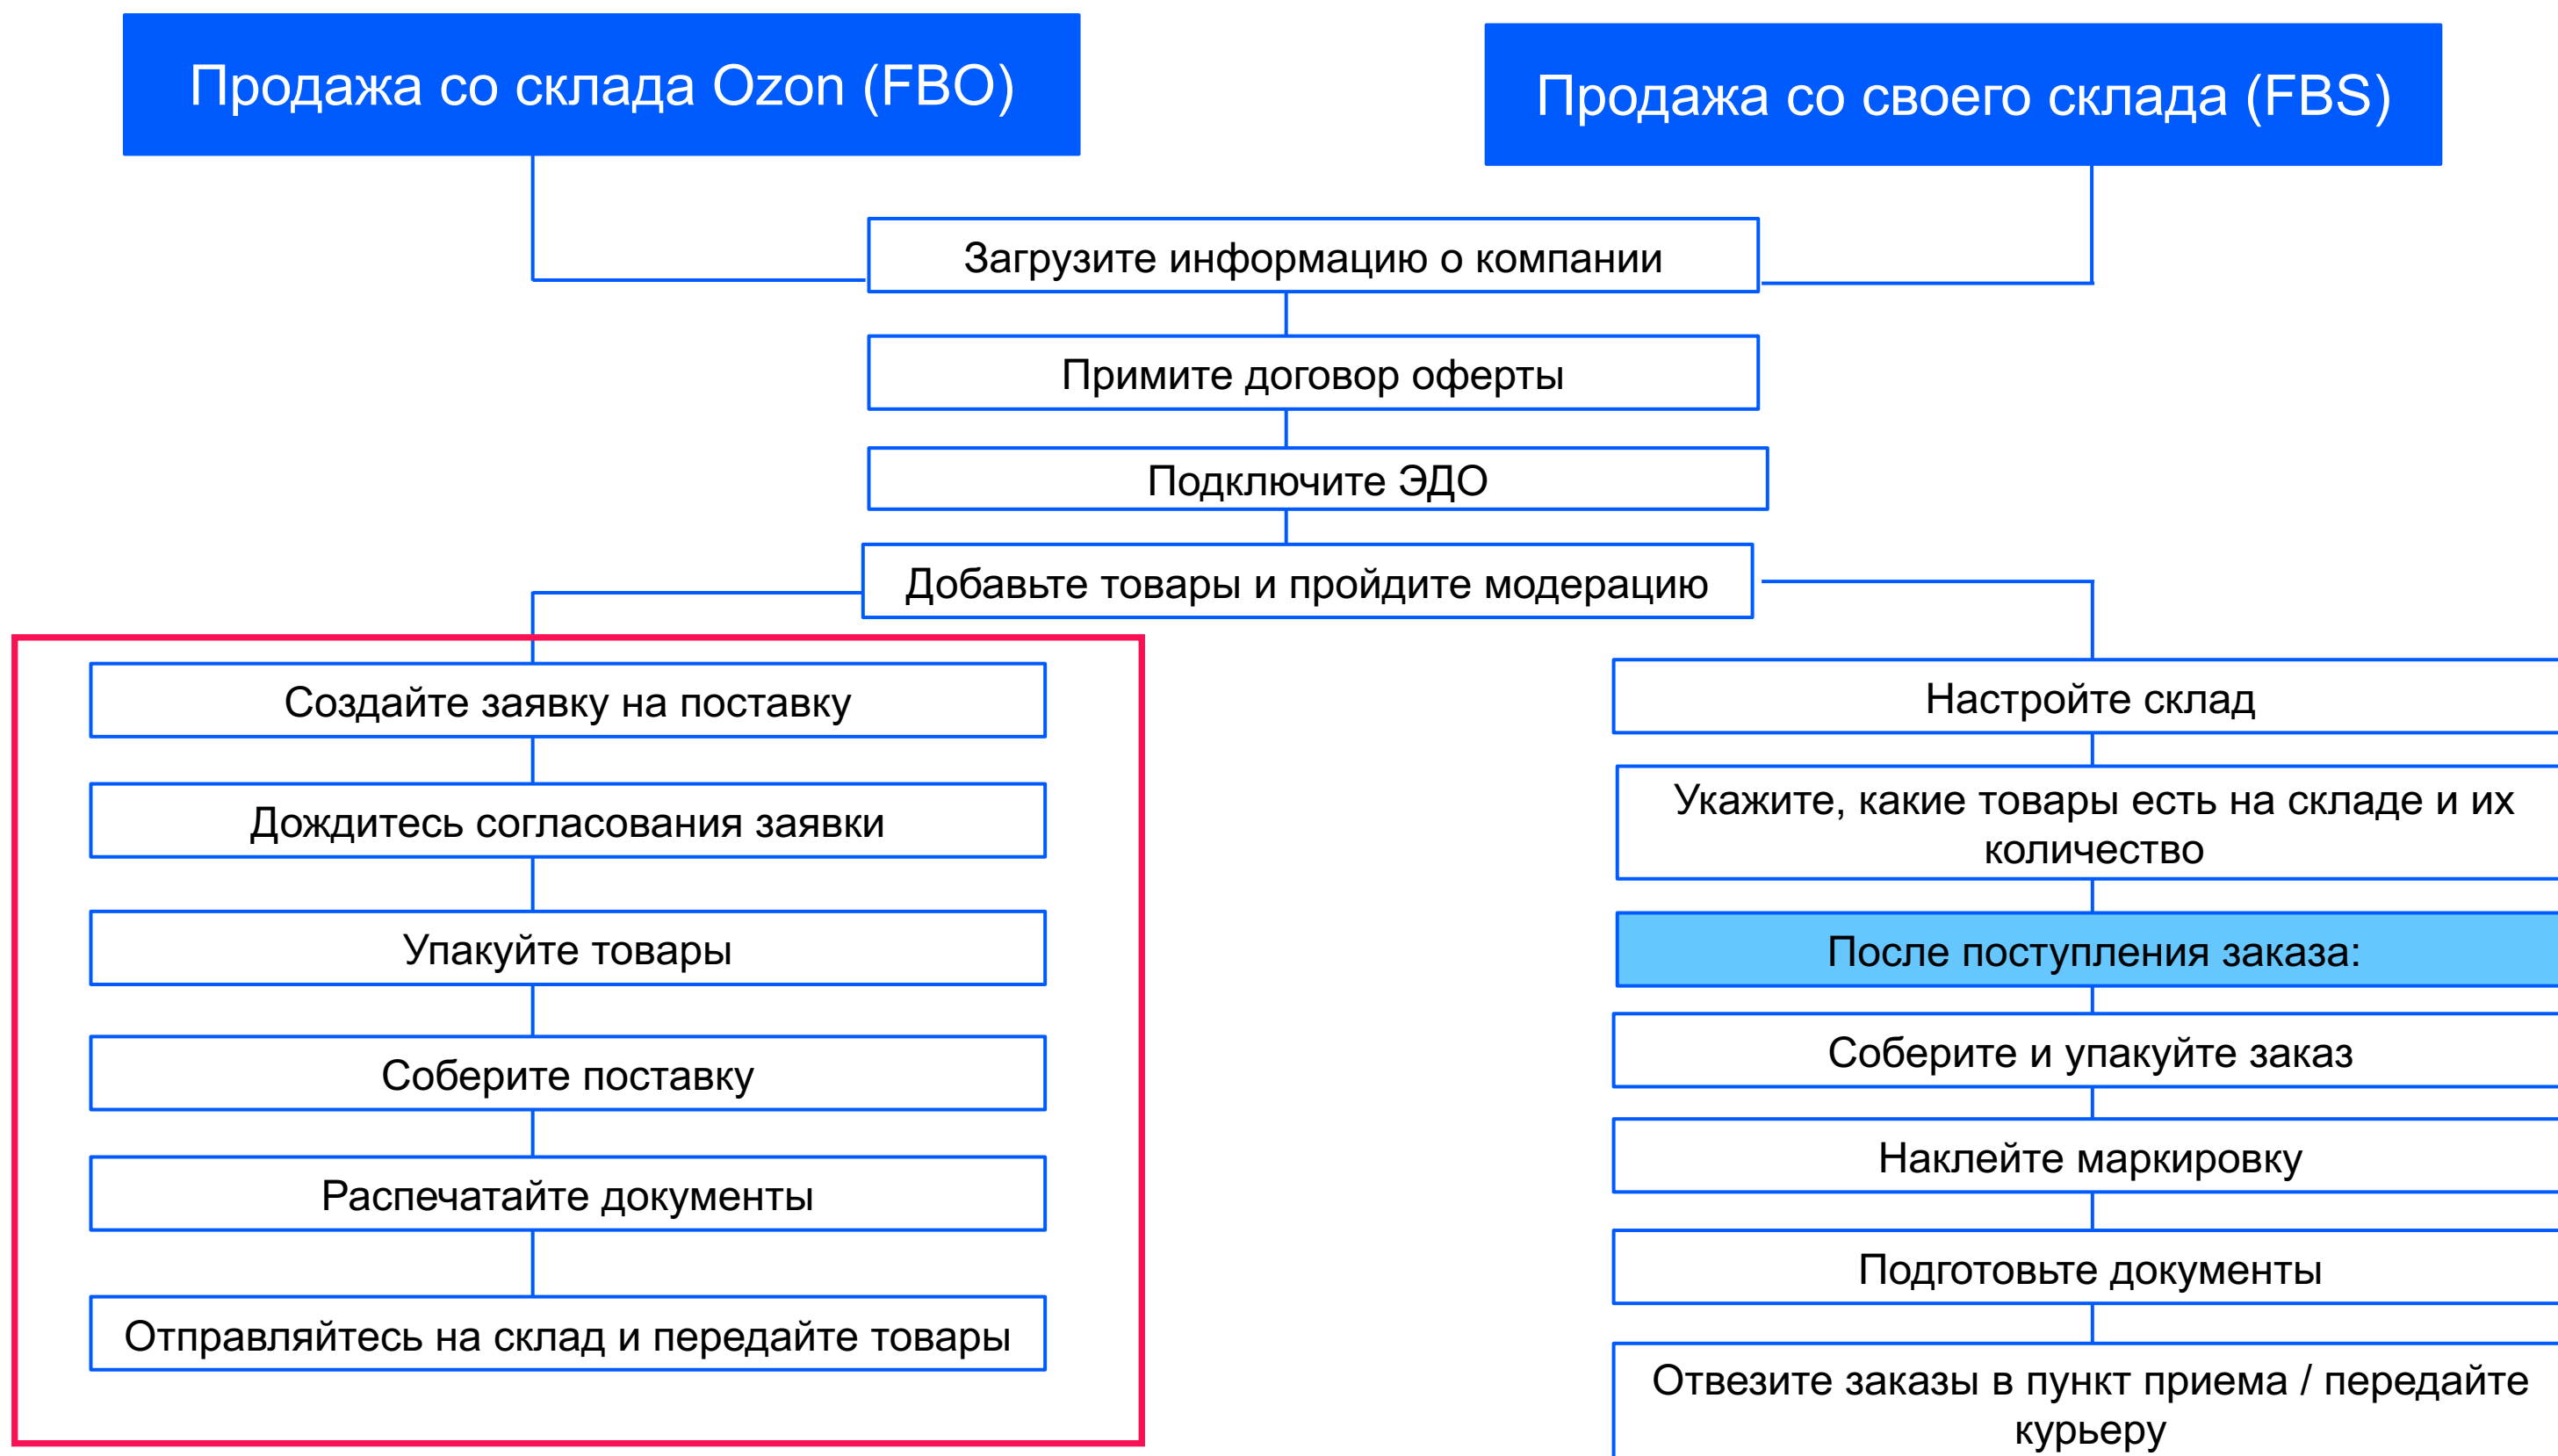 Продажа со склада Ozon (FBO)
Продажа со своего склада (FBS)
Загрузите информацию о компании
Примите договор оферты
Подключите ЭДО
Добавьте товары и пройдите модерацию
Создайте заявку на поставку
Дождитесь согласования заявки
Упакуйте товары
Соберите поставку
Распечатайте документы
Отправляйтесь на склад и передайте товары
Настройте склад
Укажите, какие товары есть на складе и их
количество
После поступления заказа:
Соберите и упакуйте заказ
Наклейте маркировку
Подготовьте документы
Отвезите заказы в пункт приема / передайте
курьеру